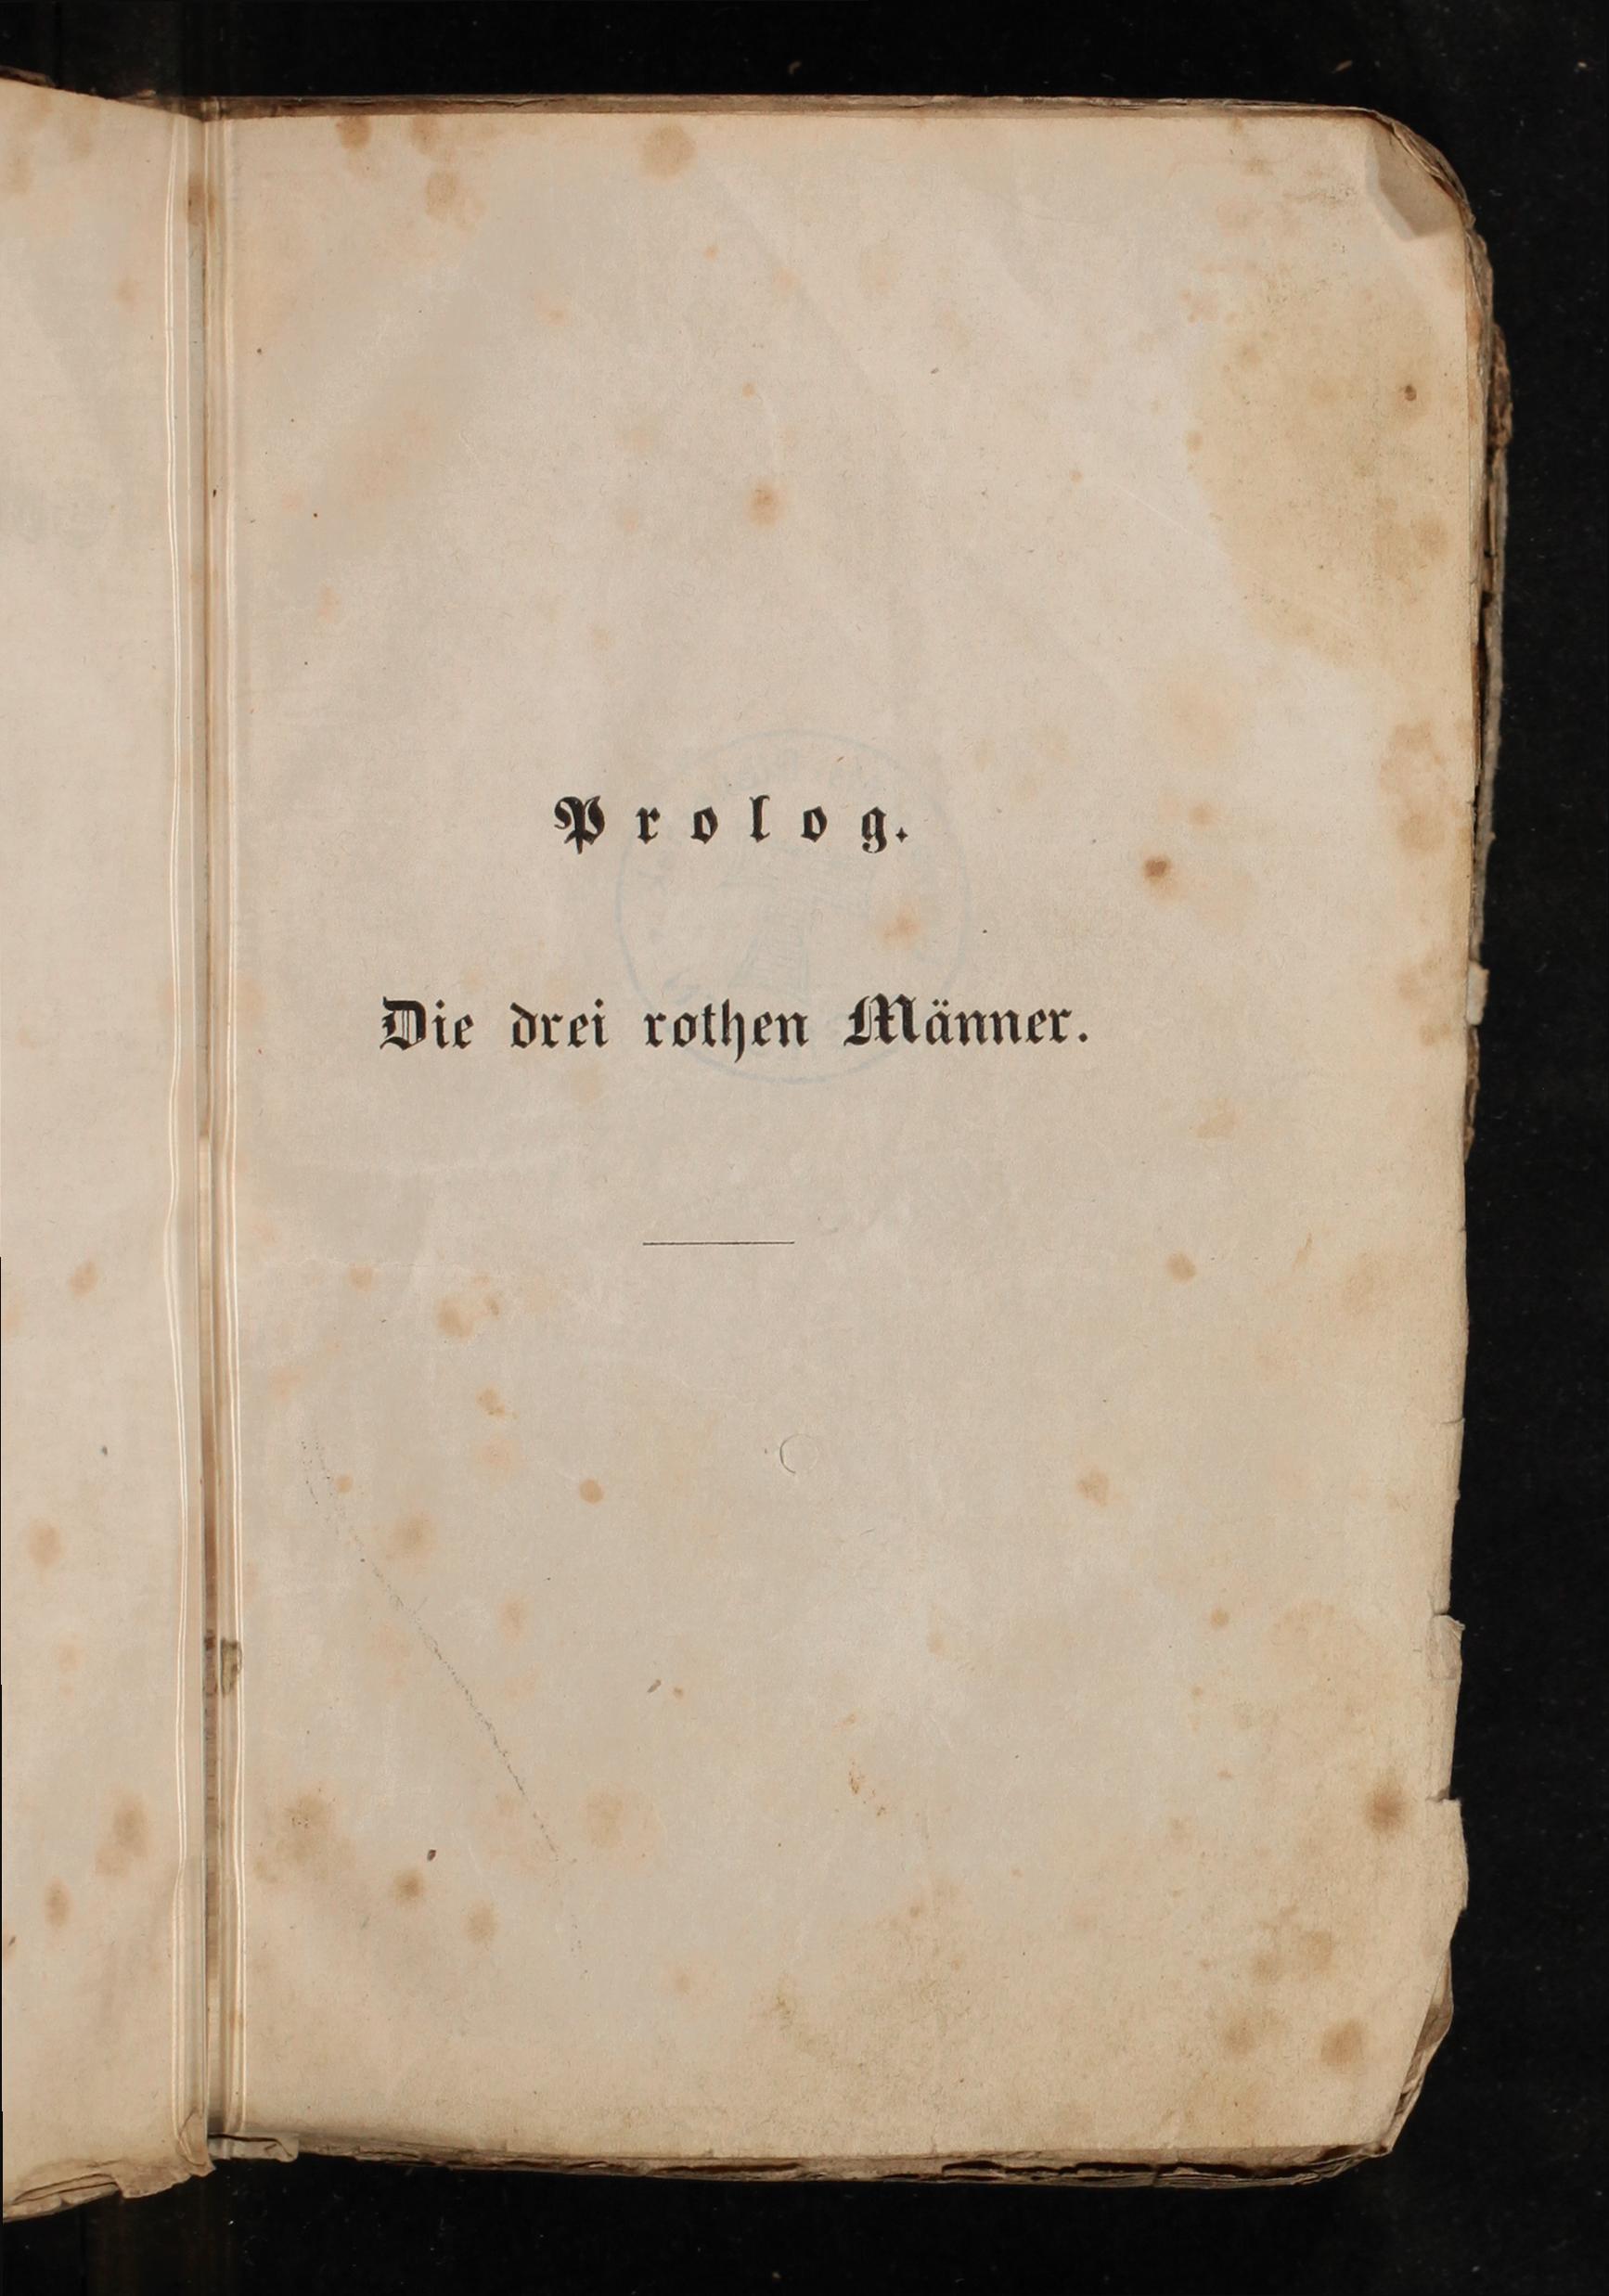 Prolog.
Die drei rothen Männer.